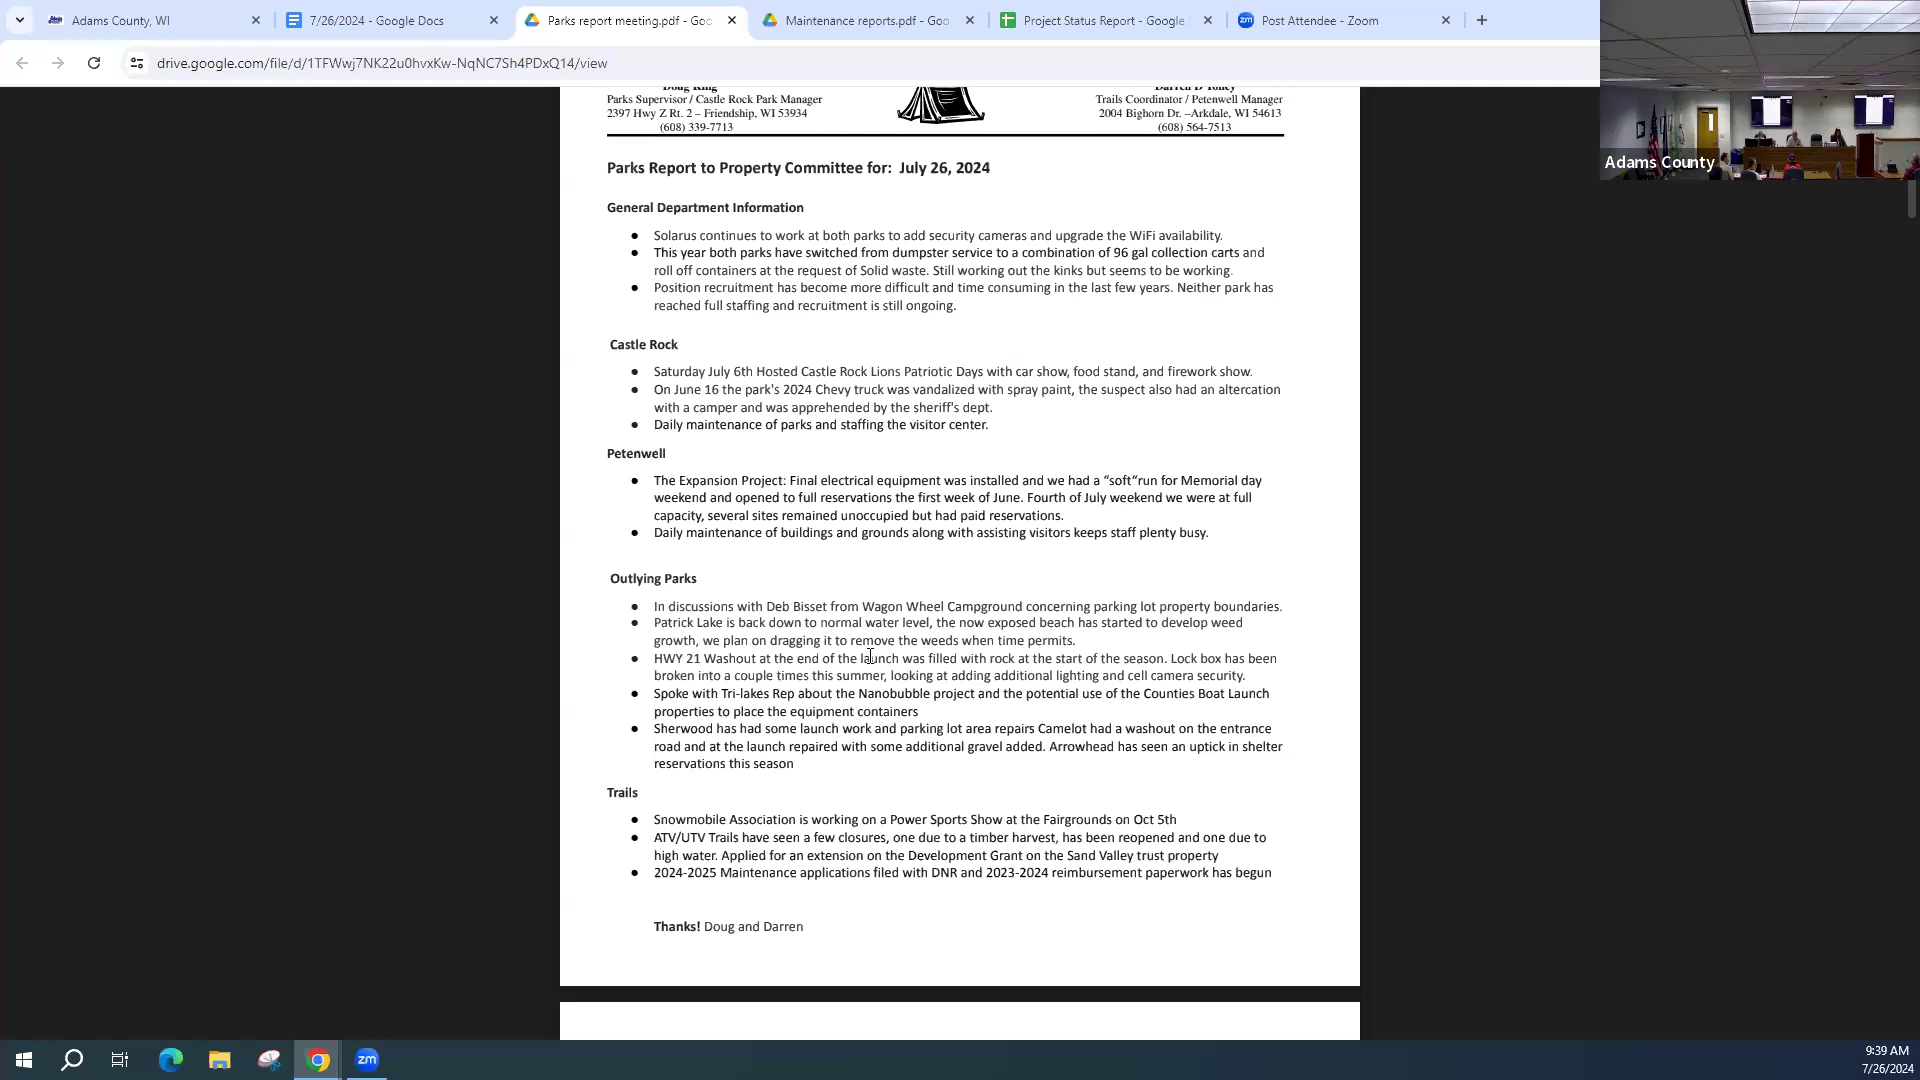 Adams County, WI
7/26/2024 - Google Docs
Parks report meeting.pdf - Goo
Maintenance reports.pdf - Goo
Project Status Report - Google
zm Post Attendee - Zoom
drive.google.com/file/d/1TFWwj7NK22u0hvxKw-NqNC7Sh4PDxQ14/view
Adams County
Doug King
Parks Supervisor / Castle Rock Park Manager
2397 Hwy Z Rt. 2 – Friendship, WI 53934
(608) 339-7713
Darren D Tolley
Trails Coordinator / Petenwell Manager
2004 Bighorn Dr. –Arkdale, WI 54613
(608) 564-7513
Parks Report to Property Committee for: July 26, 2024
General Department Information
● Solarus continues to work at both parks to add security cameras and upgrade the WiFi availability.
● This year both parks have switched from dumpster service to a combination of 96 gal collection carts and
roll off containers at the request of Solid waste. Still working out the kinks but seems to be working.
● Position recruitment has become more difficult and time consuming in the last few years. Neither park has
reached full staffing and recruitment is still ongoing.
Castle Rock
● Saturday July 6th Hosted Castle Rock Lions Patriotic Days with car show, food stand, and firework show.
● On June 16 the park's 2024 Chevy truck was vandalized with spray paint, the suspect also had an altercation
with a camper and was apprehended by the sheriff's dept.
● Daily maintenance of parks and staffing the visitor center.
Petenwell
● The Expansion Project: Final electrical equipment was installed and we had a “soft“run for Memorial day
weekend and opened to full reservations the first week of June. Fourth of July weekend we were at full
capacity, several sites remained unoccupied but had paid reservations.
● Daily maintenance of buildings and grounds along with assisting visitors keeps staff plenty busy.
Outlying Parks
● In discussions with Deb Bisset from Wagon Wheel Campground concerning parking lot property boundaries.
● Patrick Lake is back down to normal water level, the now exposed beach has started to develop weed
growth, we plan on dragging it to remove the weeds when time permits.
● HWY 21 Washout at the end of the launch was filled with rock at the start of the season. Lock box has been
broken into a couple times this summer, looking at adding additional lighting and cell camera security.
● Spoke with Tri-lakes Rep about the Nanobubble project and the potential use of the Counties Boat Launch
properties to place the equipment containers
● Sherwood has had some launch work and parking lot area repairs Camelot had a washout on the entrance
road and at the launch repaired with some additional gravel added. Arrowhead has seen an uptick in shelter
reservations this season
Trails
● Snowmobile Association is working on a Power Sports Show at the Fairgrounds on Oct 5th
● ATV/UTV Trails have seen a few closures, one due to a timber harvest, has been reopened and one due to
high water. Applied for an extension on the Development Grant on the Sand Valley trust property
● 2024-2025 Maintenance applications filed with DNR and 2023-2024 reimbursement paperwork has begun
Thanks! Doug and Darren
zm
9:39 AM
7/26/2024